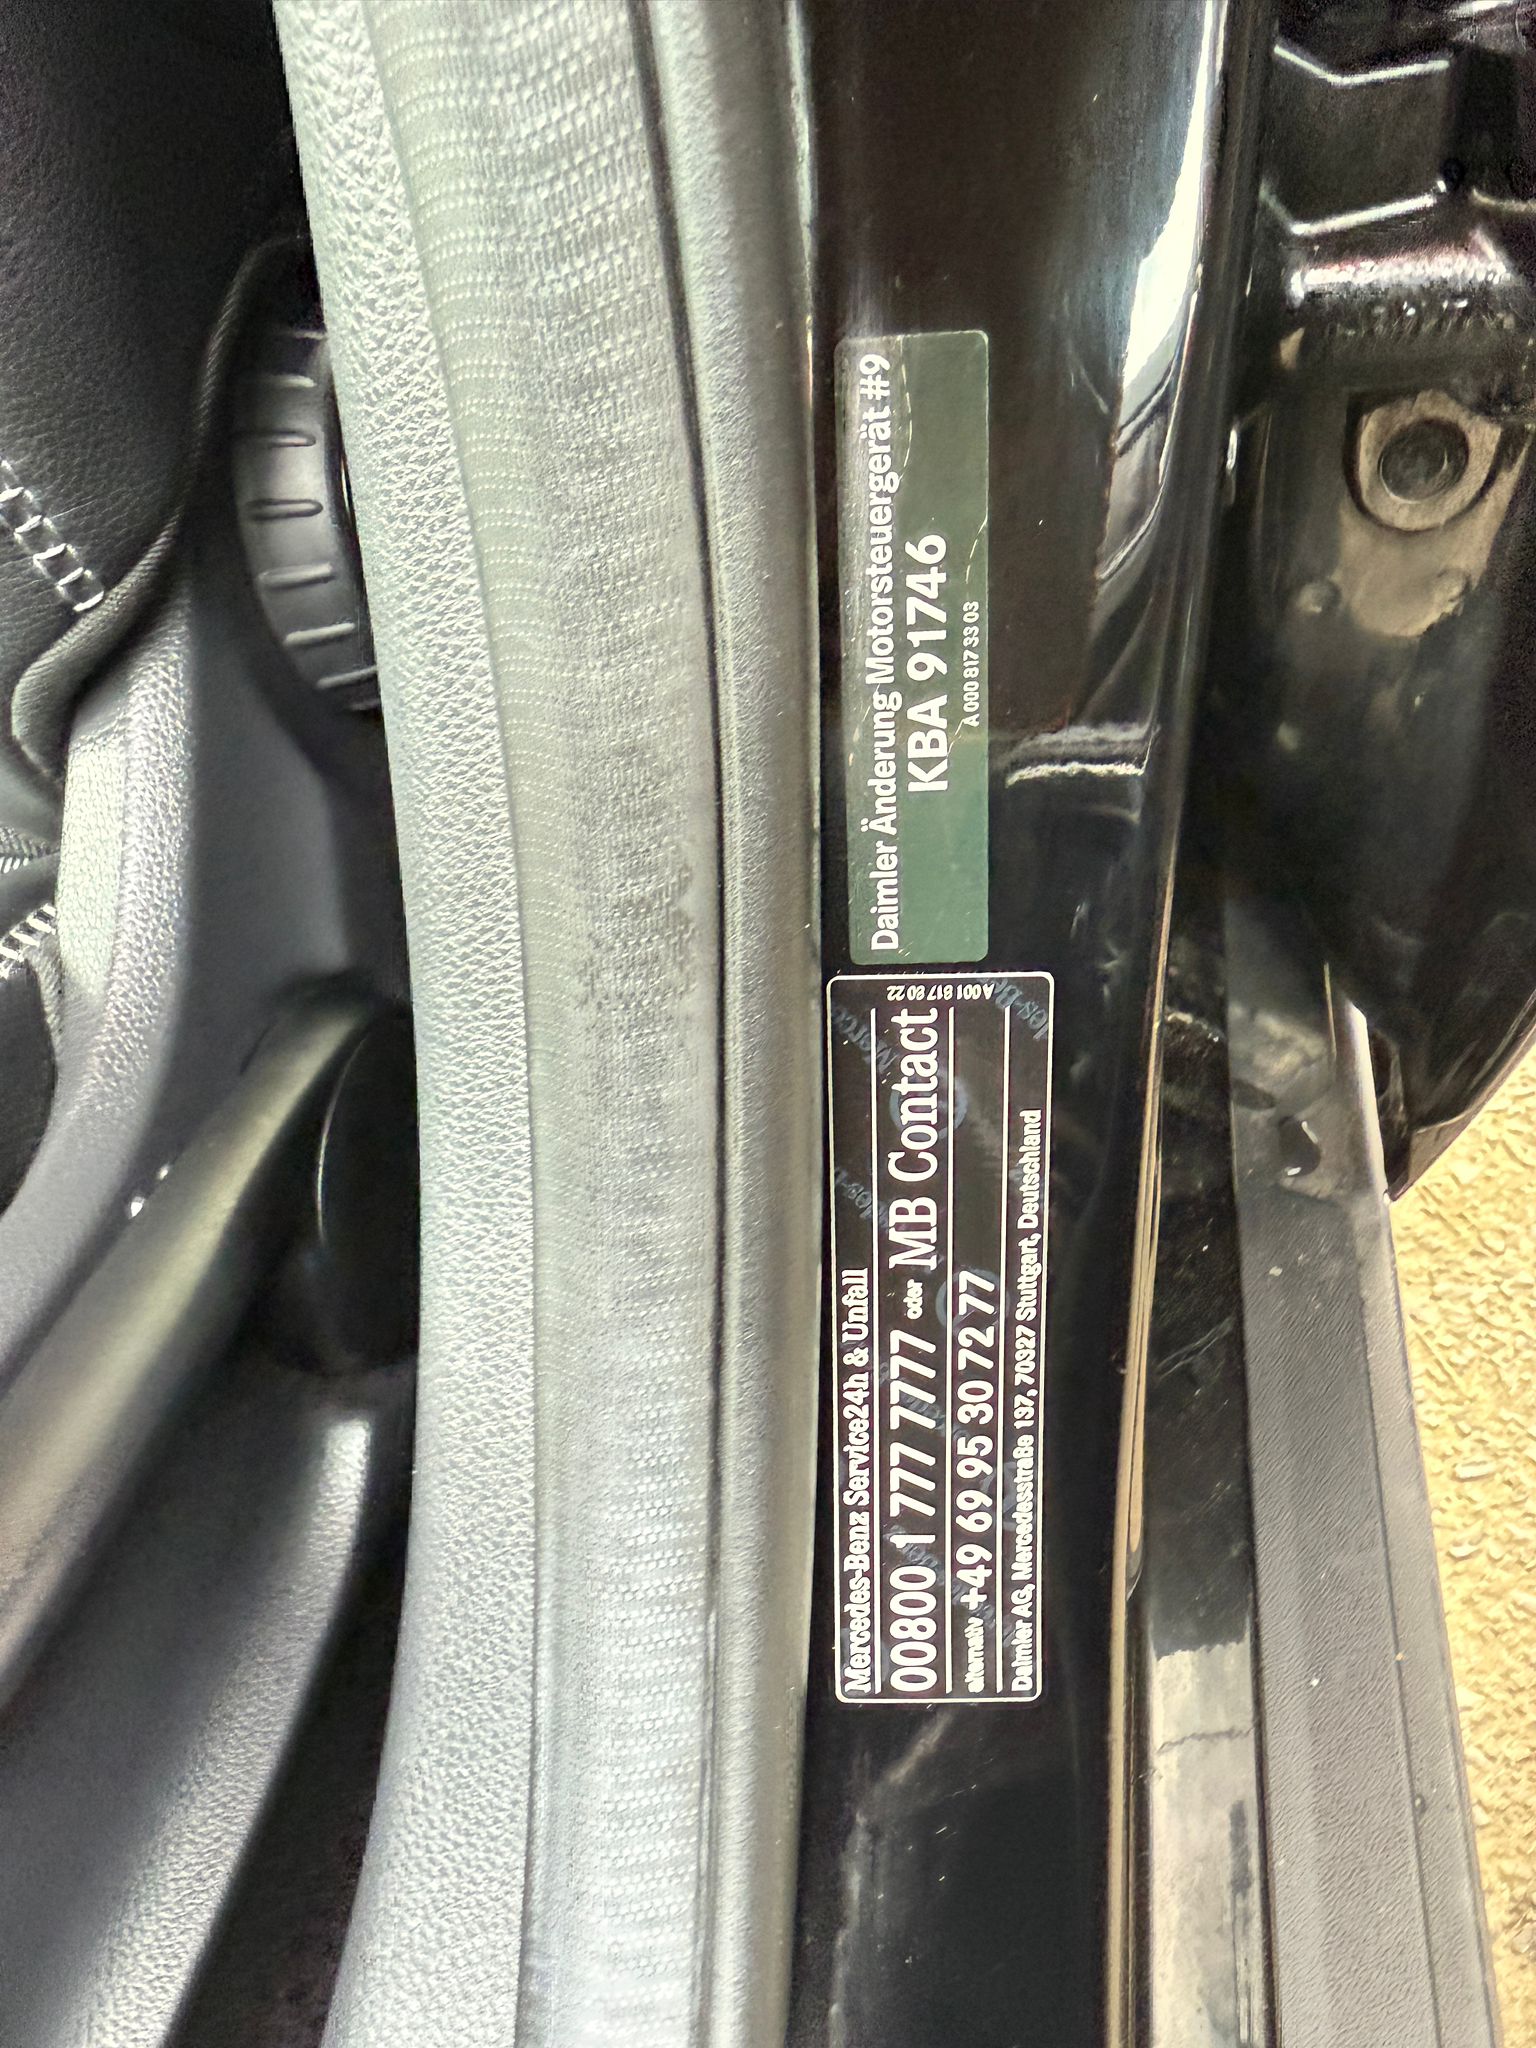 Mercedes-Benz Service24h & Unfall
00800 1 777 7777 oder MB Contact
alternativ +49 69 95 30 72 77
Daimler AG, Mercedesstraße 137, 70327 Stuttgart, Deutschland
A 001 817 60 22
Daimler Änderung Motorsteuergerät #9
KBA 91746
A 000 817 33 03